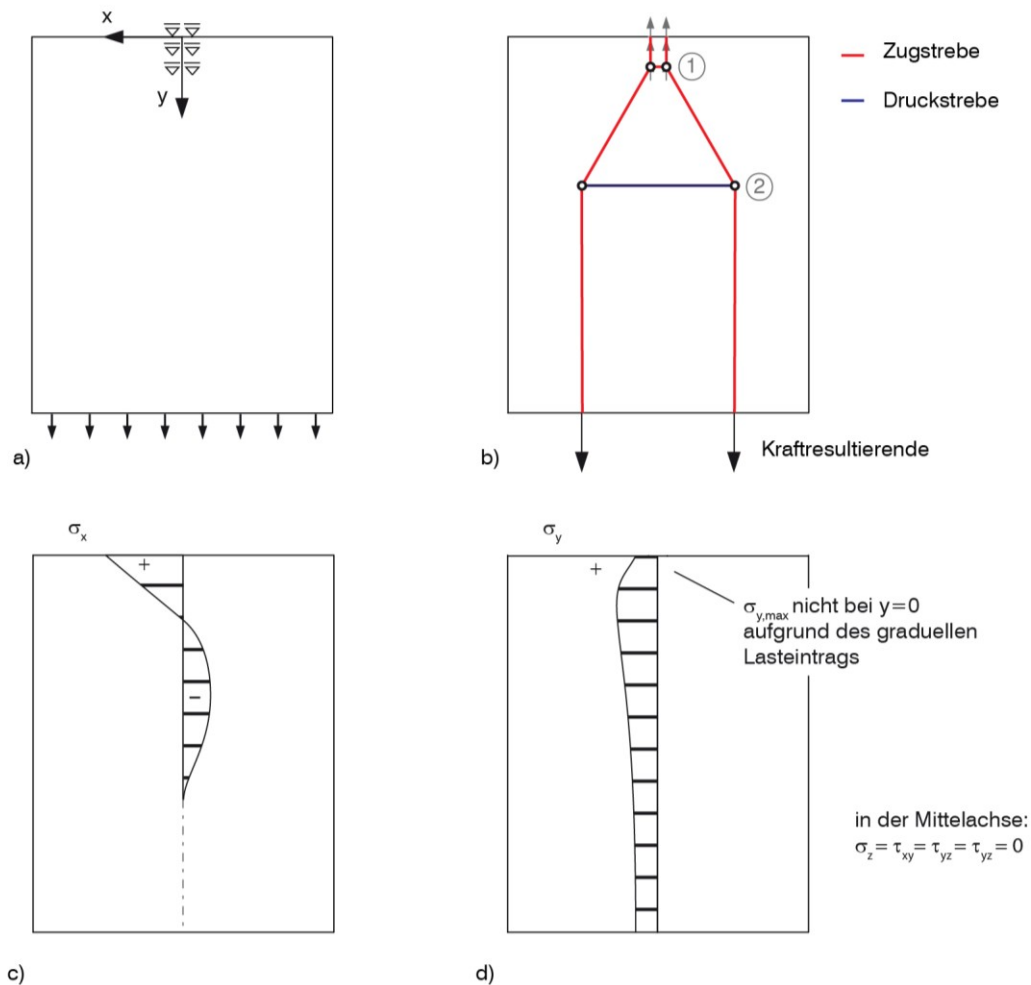 x
y
a)
1
2
Zugstrebe
Druckstrebe
Kraftresultierende
b)
σx
+
−
c)
σy
+
σy,max nicht bei y=0
aufgrund des graduellen
Lasteintrags
in der Mittelachse:
σz = τxy = τyz = τyz = 0
d)